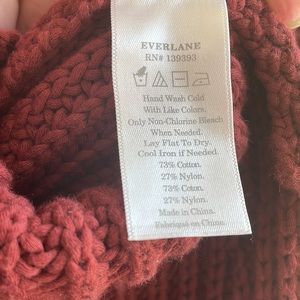 EVERLANE
RN# 139393
Hand Wash Cold
With Like Colors.
Only Non-Chlorine Bleach
When Needed.
Lay Flat To Dry.
Cool Iron if Needed.
73% Cotton.
27% Nylon.
73% Coton.
27% Nylon.
Made in China.
Fabriqué en Chine.